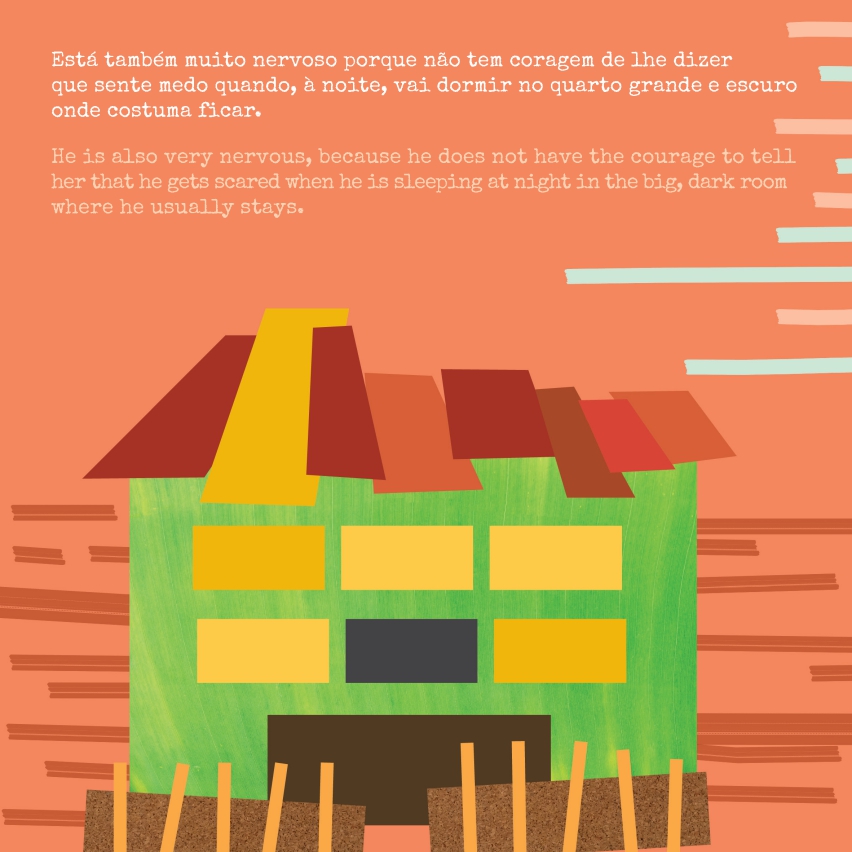 Está também muito nervoso porque não tem coragem de lhe dizer
que sente medo quando, à noite, vai dormir no quarto grande e escuro
onde costuma ficar.
He is also very nervous, because he does not have the courage to tell
her that he gets scared when he is sleeping at night in the big, dark room
where he usually stays.